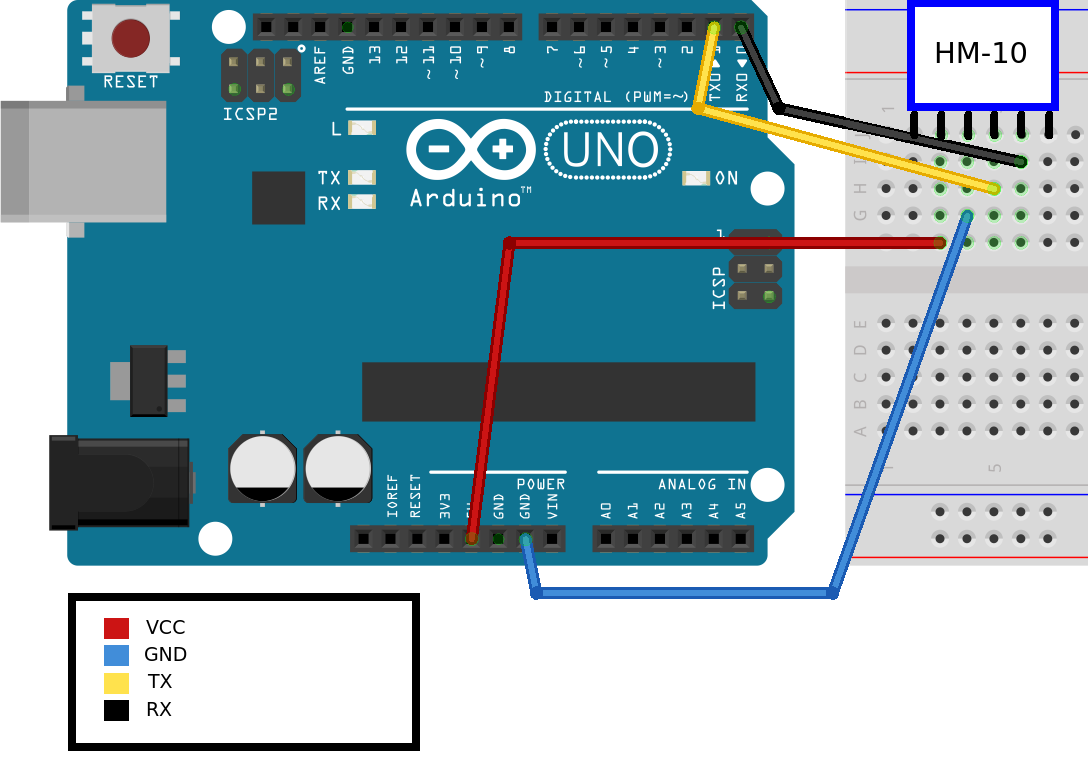 HM-10
RESET
ICSP2
AREF
GND
13
12
~11
~10
~9
8
7
~6
~5
4
~3
2
TX0▶1
RX0◀0
DIGITAL (PWM=~)
L
TX
RX
UNO
ON
Arduino™
1
ICSP
I
H
G
E
D
C
B
A
1
5
POWER
ANALOG IN
IOREF
RESET
3V3
5V
GND
GND
VIN
A0
A1
A2
A3
A4
A5
VCC
GND
TX
RX